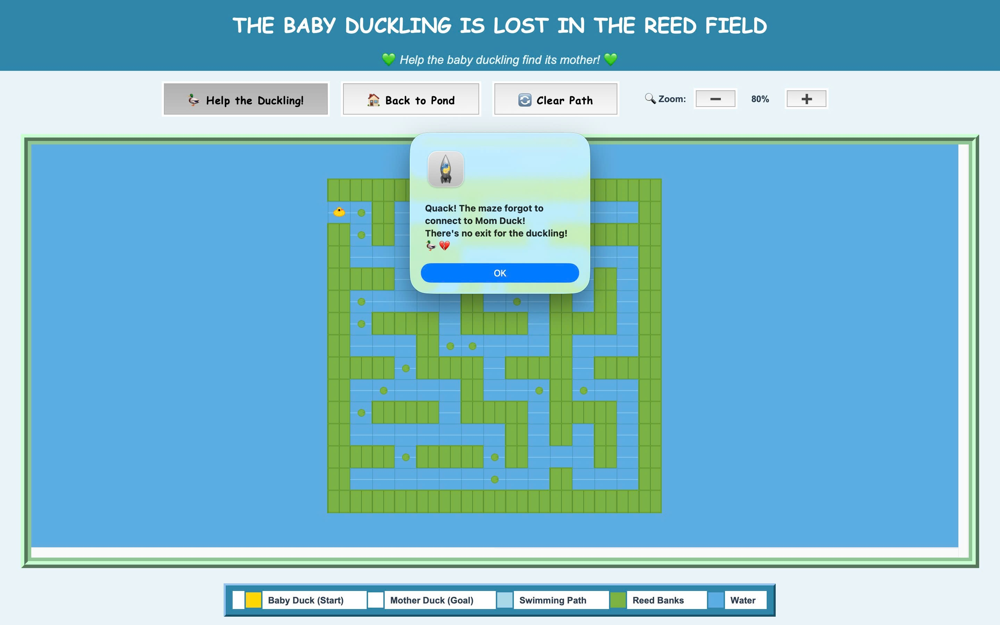 THE BABY DUCKLING IS LOST IN THE REED FIELD
💚 Help the baby duckling find its mother! 💚
🦆 Help the Duckling!
🏠 Back to Pond
🔄 Clear Path
🔍 Zoom:
−
80%
+
Quack! The maze forgot to
connect to Mom Duck!
There's no exit for the duckling!
🦆💔
OK
Baby Duck (Start)
Mother Duck (Goal)
Swimming Path
Reed Banks
Water